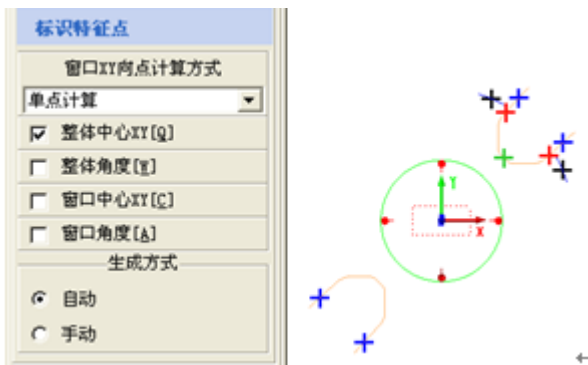 标识特征点
窗口XY向点计算方式
单点计算
整体中心XY[Q]
整体角度[W]
窗口中心XY[C]
窗口角度[A]
生成方式
自动
手动
Y
X